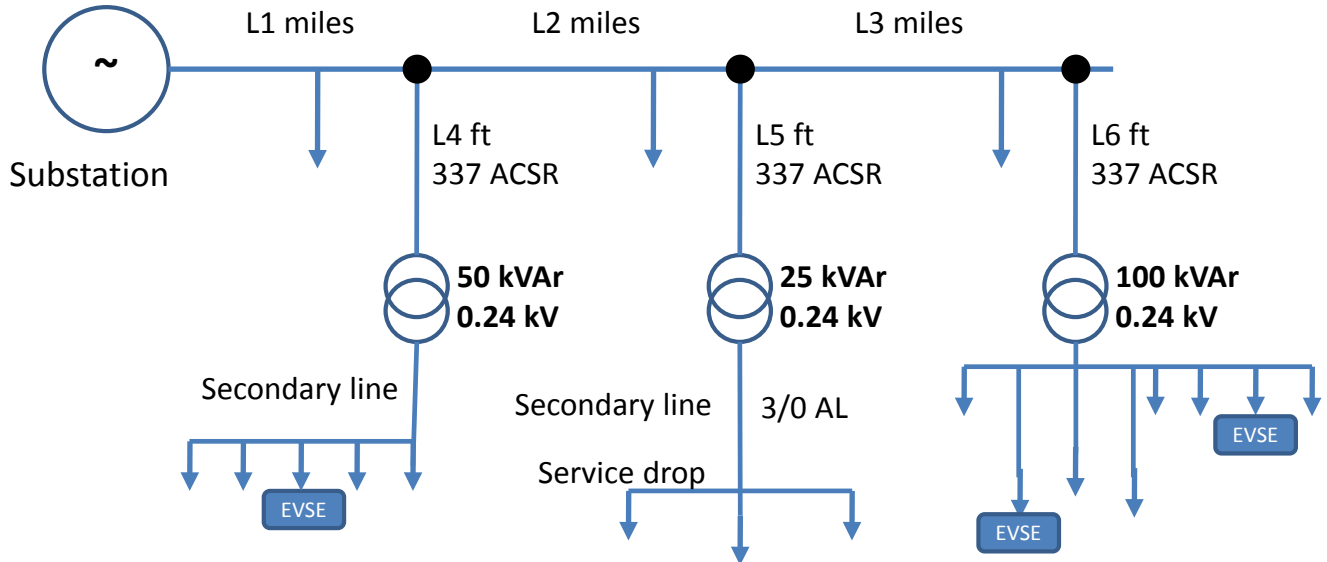 L1 miles
L2 miles
L3 miles
~
Substation
L4 ft
337 ACSR
L5 ft
337 ACSR
L6 ft
337 ACSR
50 kVAr
0.24 kV
25 kVAr
0.24 kV
100 kVAr
0.24 kV
Secondary line
Secondary line
3/0 AL
Service drop
EVSE
EVSE
EVSE